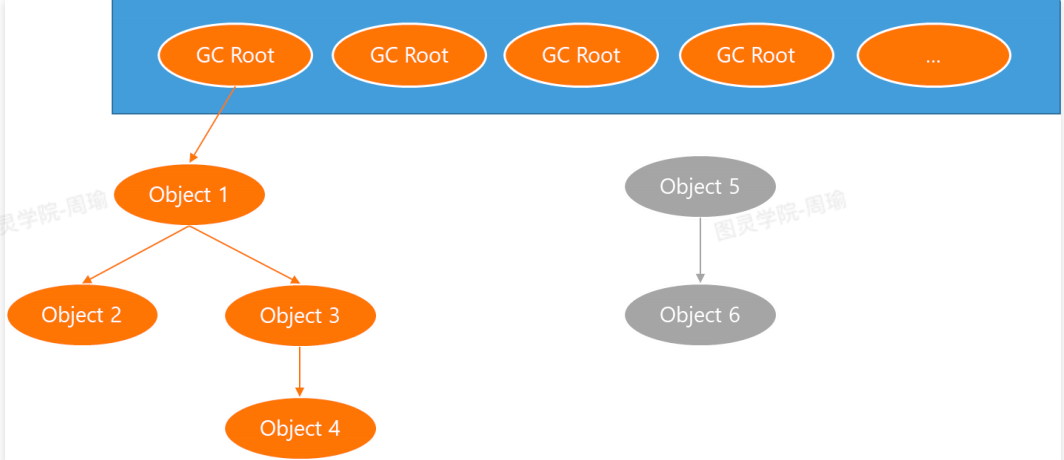 GC Root
GC Root
GC Root
GC Root
...
Object 1
Object 5
图灵学院-周瑜
图灵学院-周瑜
Object 2
Object 3
Object 6
Object 4